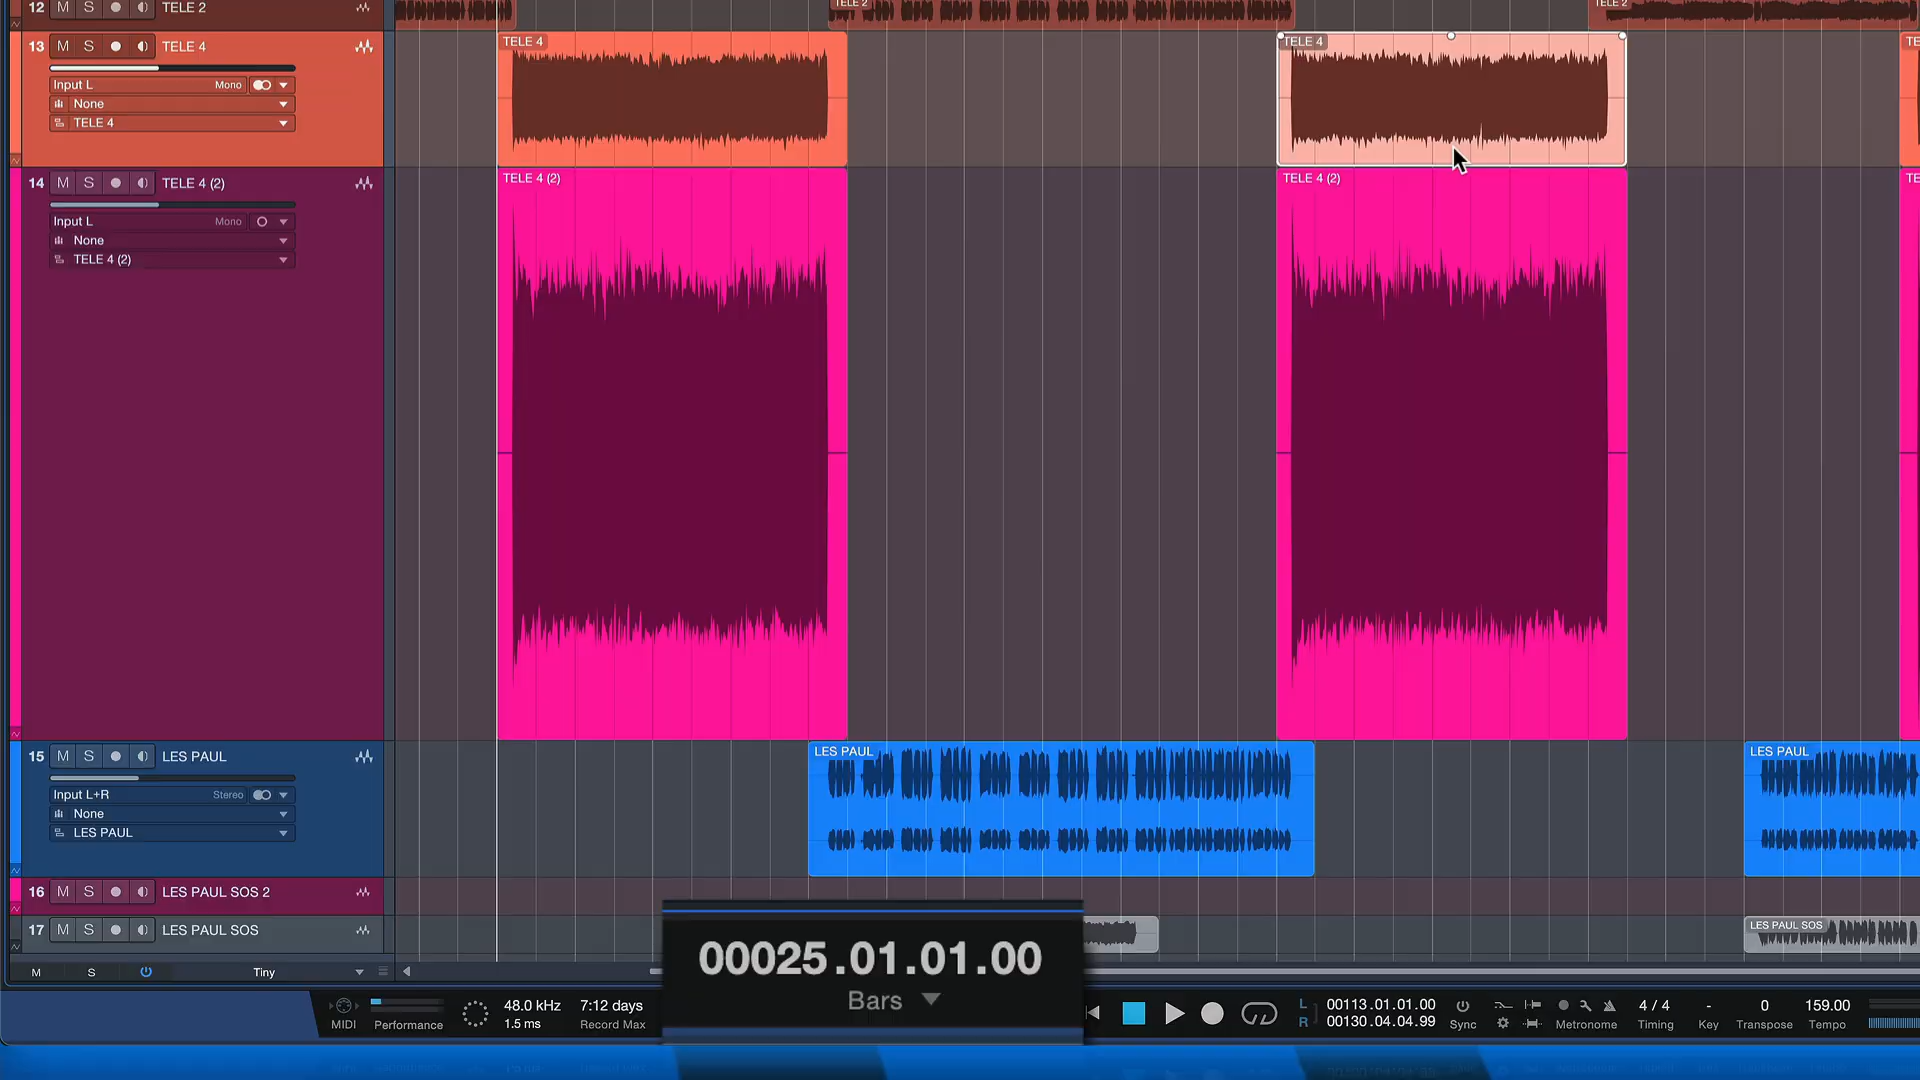 12 M S TELE 2 TELE 2 TELE 2
13 M S TELE 4 TELE 4 TELE 4 TE
Input L Mono
None
TELE 4
14 M S TELE 4 (2) TELE 4 (2) TELE 4 (2) TE
Input L Mono
None
TELE 4 (2)
15 M S LES PAUL LES PAUL LES PAUL
Input L+R Stereo
None
LES PAUL
16 M S LES PAUL SOS 2
17 M S LES PAUL SOS LES PAUL SOS
M S Tiny
00025.01.01.00
Bars
MIDI Performance
48.0 kHz
1.5 ms
7:12 days
Record Max
L 00113.01.01.00
R 00130.04.04.99
Sync Metronome
4 / 4
Timing
-
Key
0
Transpose
159.00
Tempo